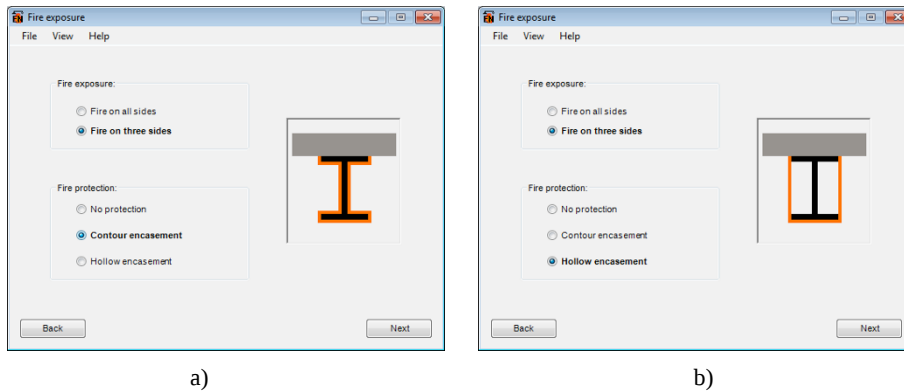 EN Fire exposure
File View Help
Fire exposure:
Fire on all sides
Fire on three sides
Fire protection:
No protection
Contour encasement
Hollow encasement
Back Next
a)
EN Fire exposure
File View Help
Fire exposure:
Fire on all sides
Fire on three sides
Fire protection:
No protection
Contour encasement
Hollow encasement
Back Next
b)